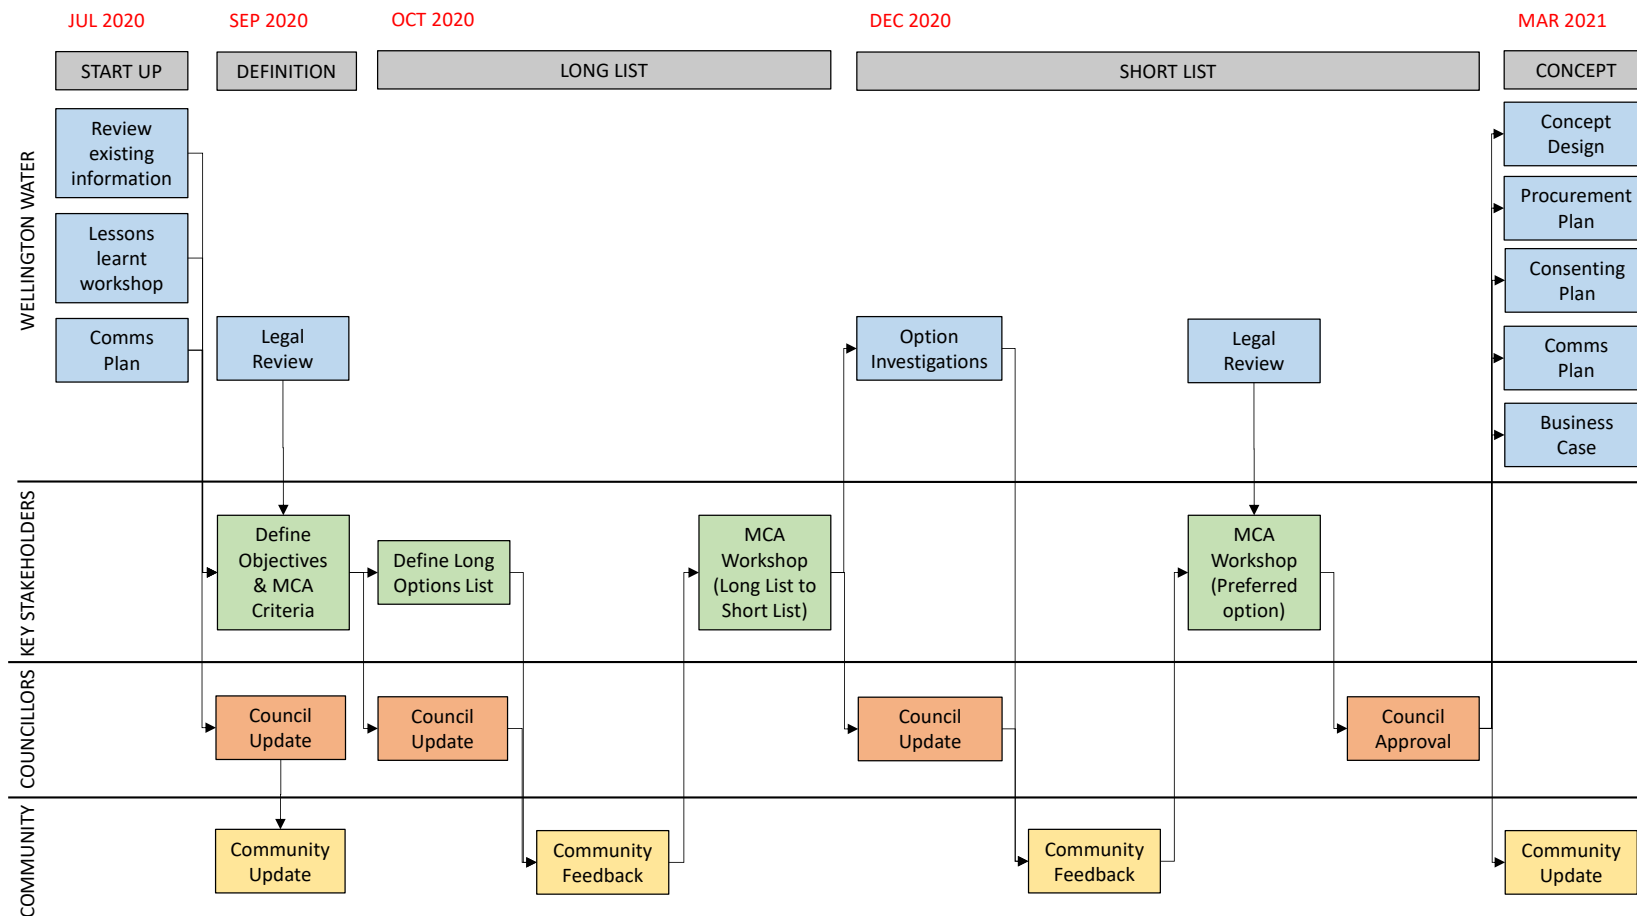 JUL 2020
SEP 2020
OCT 2020
DEC 2020
MAR 2021
START UP
DEFINITION
LONG LIST
SHORT LIST
CONCEPT
WELLINGTON WATER
Review
existing
information
Lessons
learnt
workshop
Comms
Plan
Legal
Review
Option
Investigations
Legal
Review
Concept
Design
Procurement
Plan
Consenting
Plan
Comms
Plan
Business
Case
KEY STAKEHOLDERS
Define
Objectives
& MCA
Criteria
Define Long
Options List
MCA
Workshop
(Long List to
Short List)
MCA
Workshop
(Preferred
option)
COUNCILLORS
Council
Update
Council
Update
Council
Update
Council
Approval
COMMUNITY
Community
Update
Community
Feedback
Community
Feedback
Community
Update